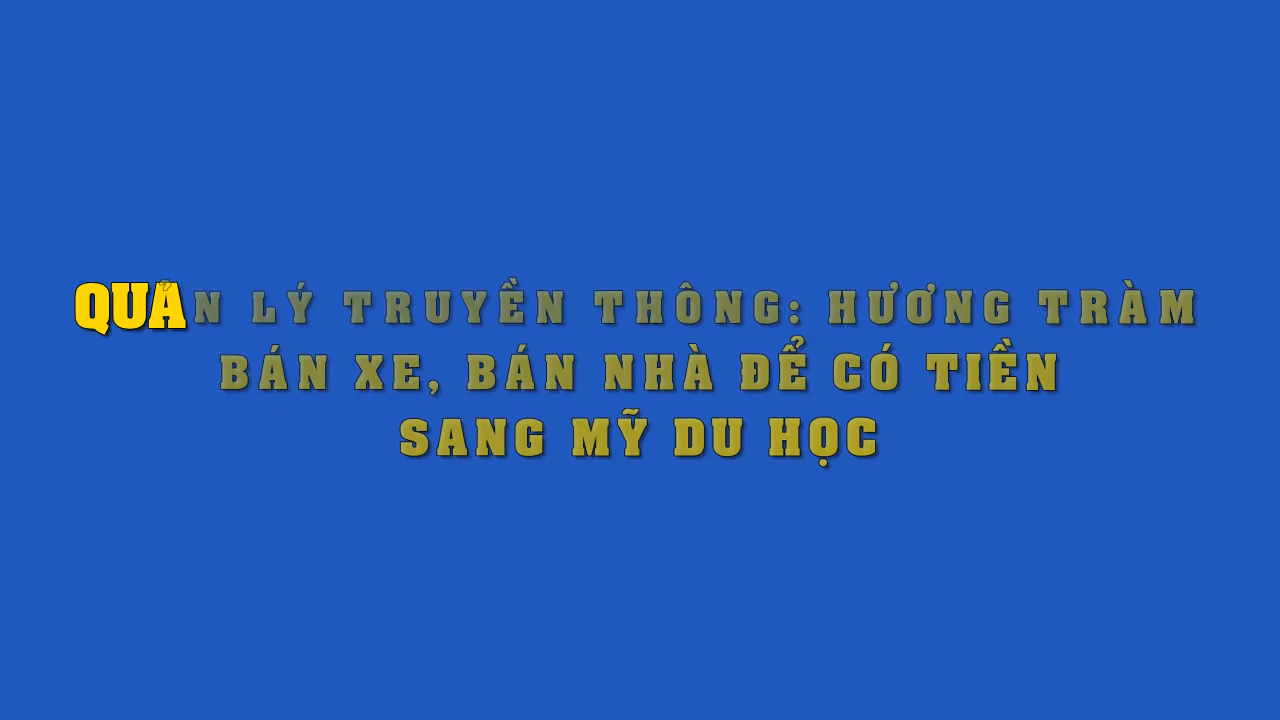 QUẢN LÝ TRUYỀN THÔNG: HƯƠNG TRÀM
BÁN XE, BÁN NHÀ ĐỂ CÓ TIỀN
SANG MỸ DU HỌC